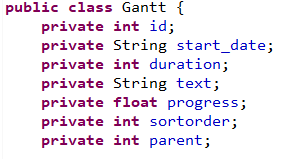 public class Gantt {
private int id;
private String start_date;
private int duration;
private String text;
private float progress;
private int sortorder;
private int parent;